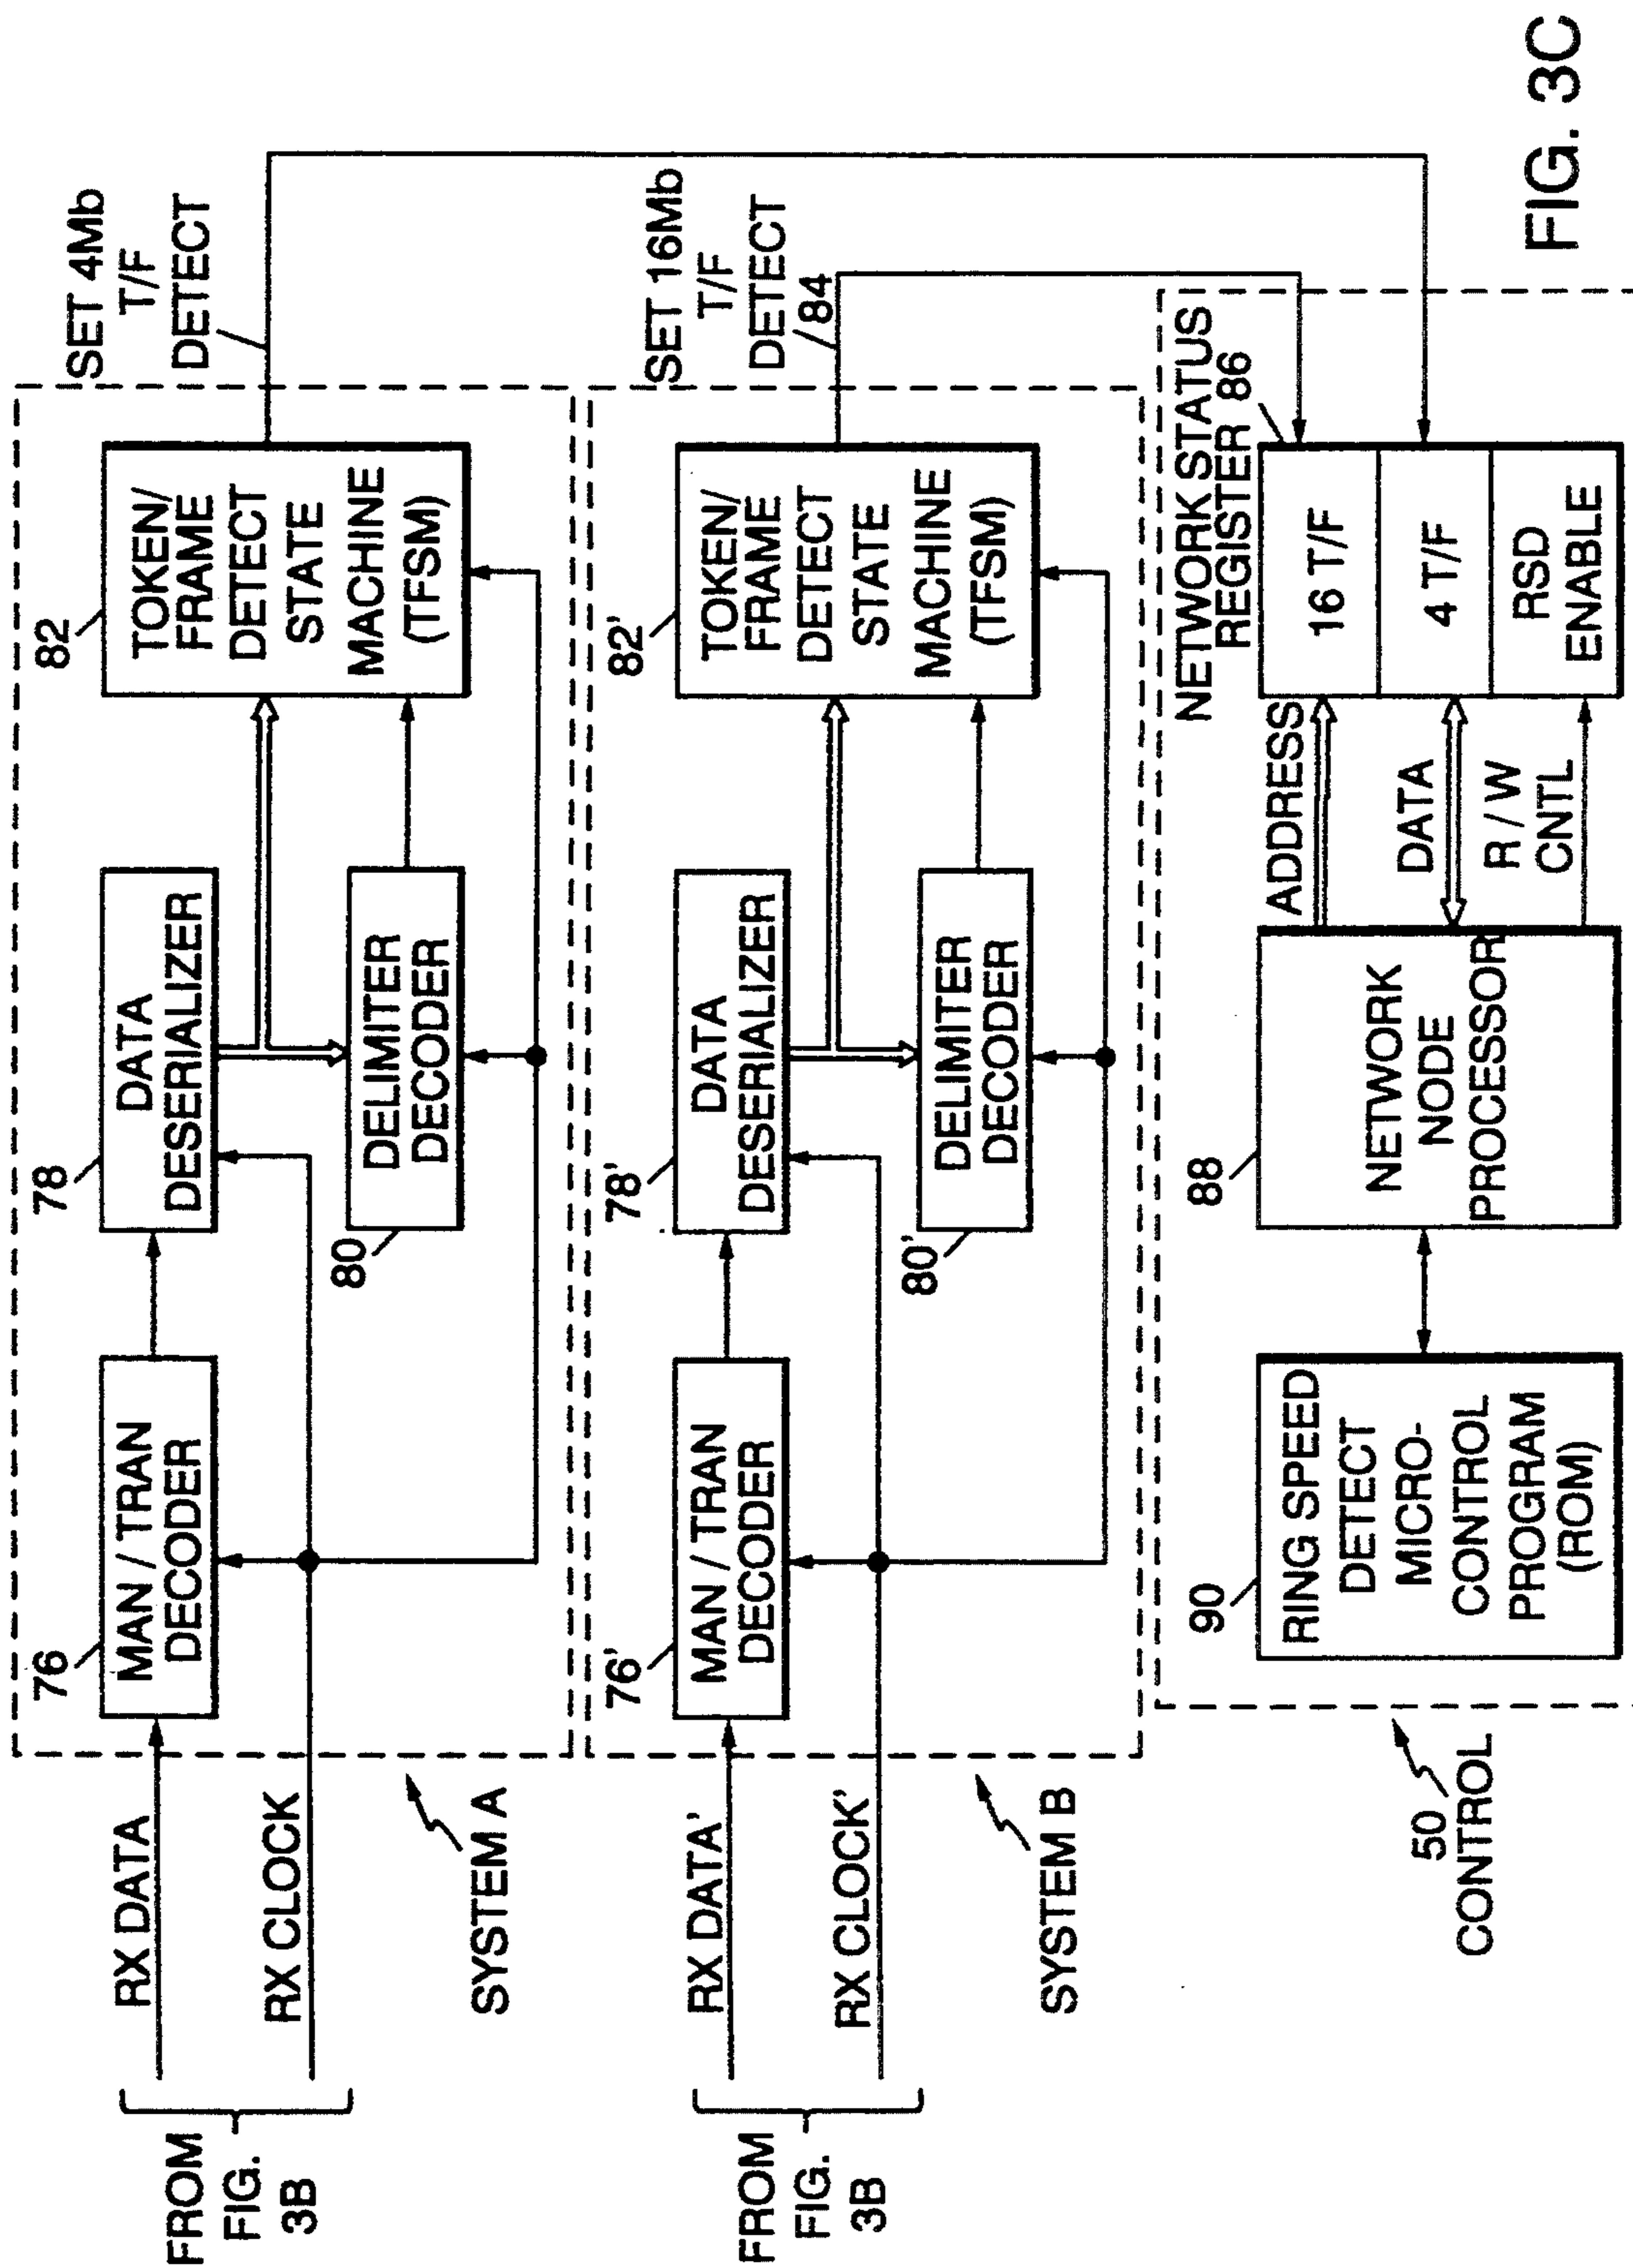 FROM
FIG.
3B
RX DATA
RX CLOCK
SYSTEM A
76
MAN / TRAN
DECODER
78
DATA
DESERIALIZER
80
DELIMITER
DECODER
82
TOKEN/
FRAME
DETECT
STATE
MACHINE
(TFSM)
SET 4Mb
T/F
DETECT
FROM
FIG.
3B
RX DATA'
RX CLOCK'
SYSTEM B
76'
MAN / TRAN
DECODER
78'
DATA
DESERIALIZER
80'
DELIMITER
DECODER
82'
TOKEN/
FRAME
DETECT
STATE
MACHINE
(TFSM)
SET 16Mb
T/F
DETECT
84
50
CONTROL
90
RING SPEED
DETECT
MICRO-
CONTROL
PROGRAM
(ROM)
88
NETWORK
NODE
PROCESSOR
ADDRESS
DATA
R / W
CNTL
NETWORK STATUS
REGISTER 86
16 T/F
4 T/F
RSD
ENABLE
FIG. 3C